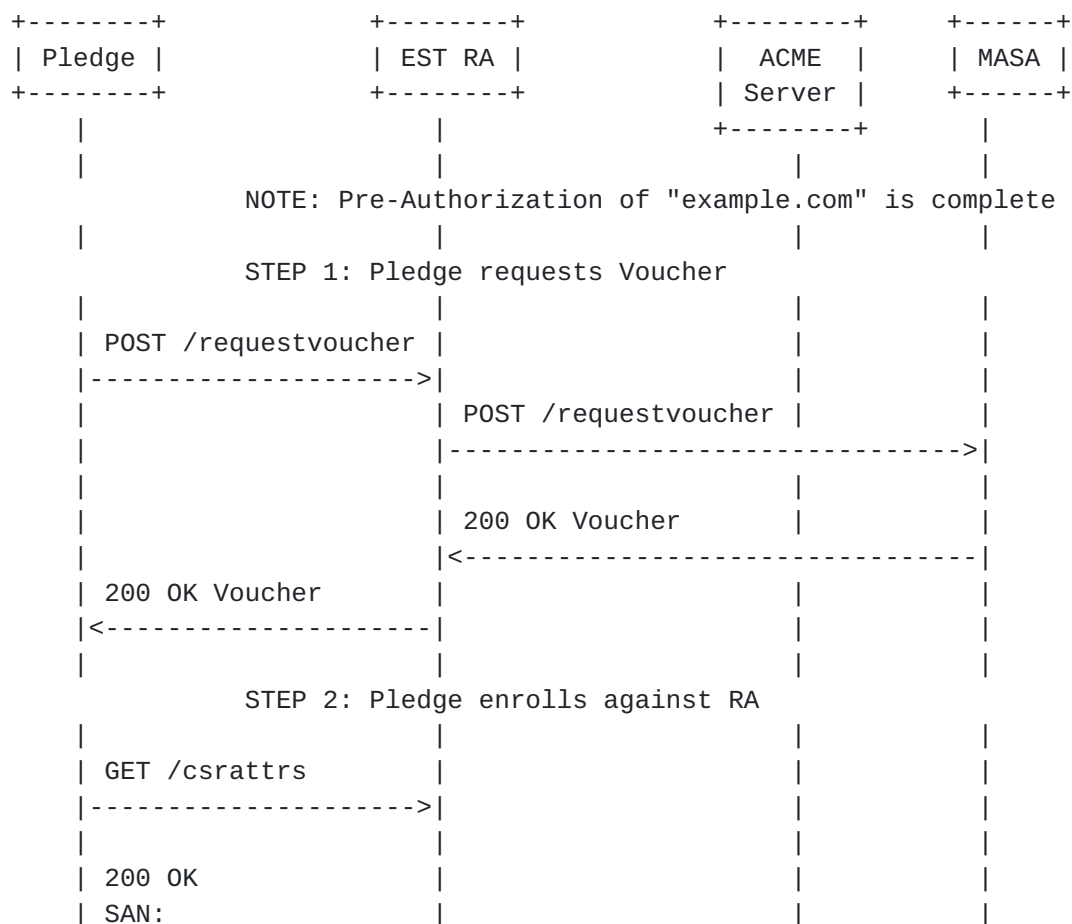 +--------+             +--------+            +--------+     +------+
| Pledge |             | EST RA |            |  ACME  |     | MASA |
+--------+             +--------+            | Server |     +------+
    |                      |                 +--------+        |
    |                      |                      |           |
               NOTE: Pre-Authorization of "example.com" is complete
    |                      |                      |           |
               STEP 1: Pledge requests Voucher
    |                      |                      |           |
    | POST /requestvoucher |                      |           |
    |--------------------->|                      |           |
    |                      | POST /requestvoucher |           |
    |                      |--------------------------------->|
    |                      |                      |           |
    |                      | 200 OK Voucher       |           |
    |                      |<---------------------------------|
    | 200 OK Voucher       |                      |           |
    |<---------------------|                      |           |
    |                      |                      |           |
               STEP 2: Pledge enrolls against RA
    |                      |                      |           |
    | GET /csrattrs        |                      |           |
    |--------------------->|                      |           |
    |                      |                      |           |
    | 200 OK               |                      |           |
    | SAN:                 |                      |           |